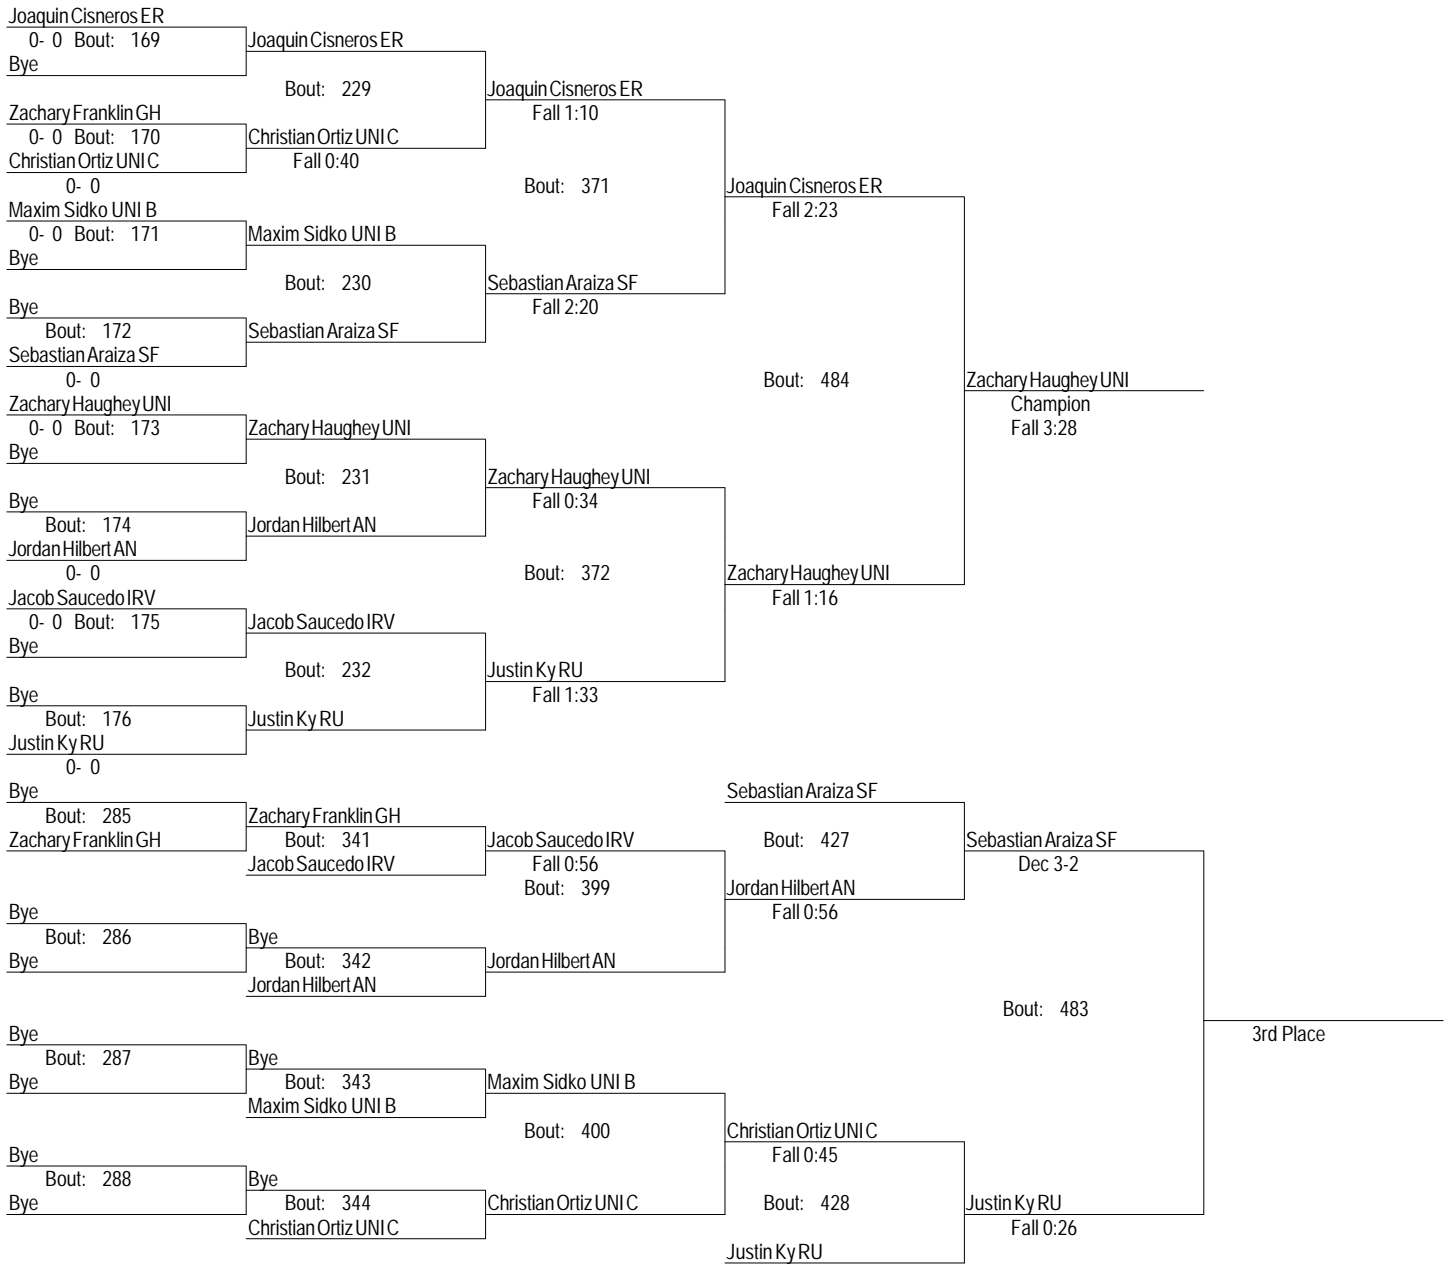 Joaquin Cisneros ER
0- 0 Bout: 169 Joaquin Cisneros ER
Bye
Bout: 229 Joaquin Cisneros ER
Zachary Franklin GH Fall 1:10
0- 0 Bout: 170 Christian Ortiz UNI C
Christian Ortiz UNI C Fall 0:40
0- 0 Bout: 371 Joaquin Cisneros ER
Maxim Sidko UNI B Fall 2:23
0- 0 Bout: 171 Maxim Sidko UNI B
Bye
Bout: 230 Sebastian Araiza SF
Bye Fall 2:20
Bout: 172 Sebastian Araiza SF
Sebastian Araiza SF
0- 0 Bout: 484 Zachary Haughey UNI
Zachary Haughey UNI Champion
0- 0 Bout: 173 Zachary Haughey UNI Fall 3:28
Bye
Bout: 231 Zachary Haughey UNI
Bye Fall 0:34
Bout: 174 Jordan Hilbert AN
Jordan Hilbert AN
0- 0 Bout: 372 Zachary Haughey UNI
Jacob Saucedo IRV Fall 1:16
0- 0 Bout: 175 Jacob Saucedo IRV
Bye
Bout: 232 Justin Ky RU
Bye Fall 1:33
Bout: 176 Justin Ky RU
Justin Ky RU
0- 0
Bye Sebastian Araiza SF
Bout: 285 Zachary Franklin GH
Zachary Franklin GH Bout: 341 Jacob Saucedo IRV Bout: 427 Sebastian Araiza SF
Jacob Saucedo IRV Fall 0:56 Dec 3-2
Bout: 399 Jordan Hilbert AN
Bye Fall 0:56
Bout: 286 Bye
Bye Bout: 342 Jordan Hilbert AN
Jordan Hilbert AN
Bout: 483
Bye 3rd Place
Bout: 287 Bye
Bye Bout: 343 Maxim Sidko UNI B
Maxim Sidko UNI B
Bout: 400 Christian Ortiz UNI C
Bye Fall 0:45
Bout: 288 Bye
Bye Bout: 344 Christian Ortiz UNI C Bout: 428 Justin Ky RU
Christian Ortiz UNI C Fall 0:26
Justin Ky RU